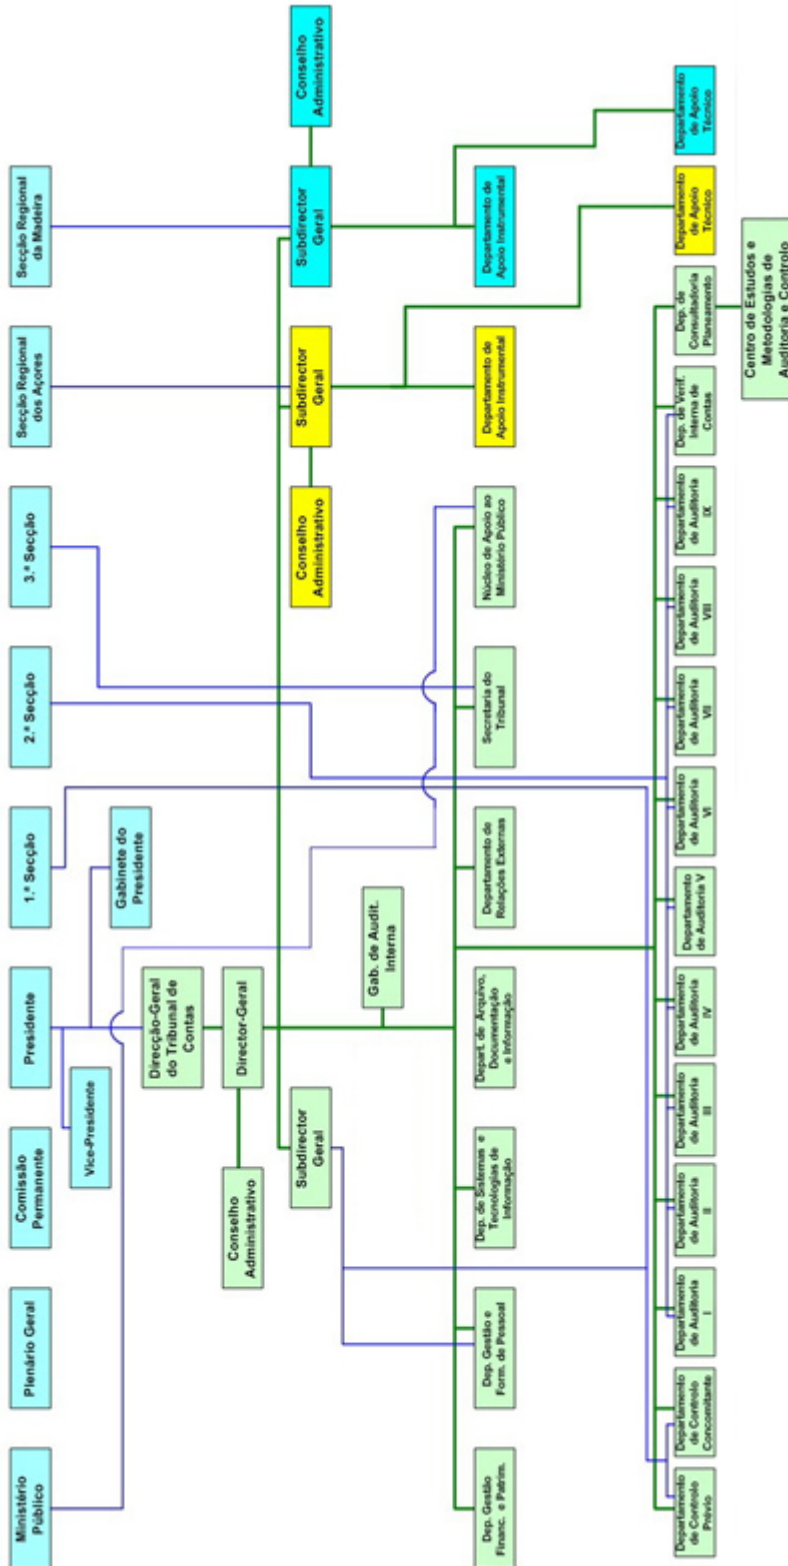 Ministério
Público
Plenário Geral
Comissão
Permanente
Presidente
1.ª Secção
2.ª Secção
3.ª Secção
Secção Regional
dos Açores
Secção Regional
da Madeira
Vice-Presidente
Gabinete do
Presidente
Direcção-Geral
do Tribunal de
Contas
Conselho
Administrativo
Director-Geral
Subdirector
Geral
Conselho
Administrativo
Subdirector
Geral
Subdirector
Geral
Conselho
Administrativo
Gab. de Audit.
Interna
Dep. Gestão
Financ. e Patrim.
Dep. Gestão e
Form. de Pessoal
Dep. de Sistemas e
Tecnologias de
Informação
Depart. de Arquivo,
Documentação
e Informação
Departamento de
Relações Externas
Secretaria do
Tribunal
Núcleo de Apoio ao
Ministério Público
Departamento de
Apoio Instrumental
Departamento de
Apoio Instrumental
Departamento
de Controlo
Prévio
Departamento
de Controlo
Concomitante
Departamento
de Auditoria
I
Departamento
de Auditoria
II
Departamento
de Auditoria
III
Departamento
de Auditoria
IV
Departamento
de Auditoria V
Departamento
de Auditoria
VI
Departamento
de Auditoria
VII
Departamento
de Auditoria
VIII
Departamento
de Auditoria
IX
Dep. de Verif.
Interna de
Contas
Dep. de
Consultadoria
Planeamento
Departamento
de Apoio
Técnico
Departamento
de Apoio
Técnico
Centro de Estudos e
Metodologias de
Auditoria e Controlo